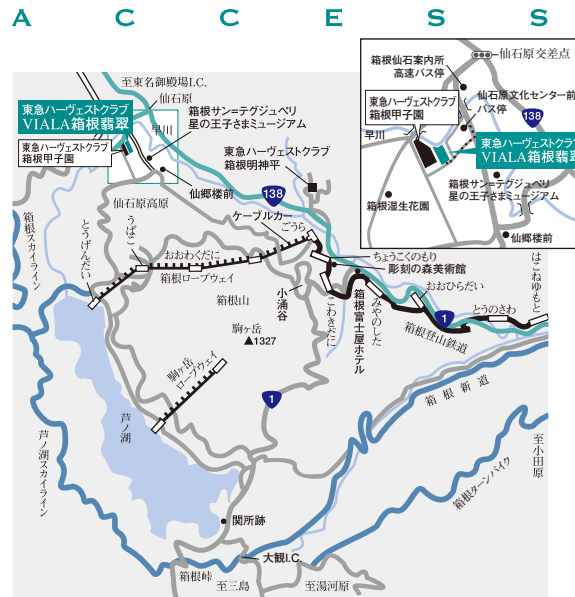 ACCESS
至東名御殿場I.C.
仙石原
東急ハーヴェストクラブ
VIALA箱根翡翠
東急ハーヴェストクラブ
箱根甲子園
早川
箱根サン=テグジュペリ
星の王子さまミュージアム
仙郷楼前
仙石原高原
東急ハーヴェストクラブ
箱根明神平
138
ケーブルカー
ごうら
箱根スカイライン
とうげんだい
うばこ
おおわくだに
箱根ロープウェイ
箱根山
駒ヶ岳
▲1327
駒ヶ岳
ロープウェイ
小涌谷
こわきだに
ちょうこくのもり
彫刻の森美術館
箱根富士屋ホテル
みやのした
おおひらだい
1
とうのさわ
はこねゆもと
箱根登山鉄道
1
芦ノ湖
芦ノ湖スカイライン
箱根新道
箱根ターンパイク
至小田原
関所跡
大観I.C.
箱根峠
至三島
至湯河原
仙石原交差点
箱根仙石案内所
高速バス停
仙石原文化センター前
バス停
東急ハーヴェストクラブ
箱根甲子園
138
早川
東急ハーヴェストクラブ
VIALA箱根翡翠
箱根湿生花園
箱根サン=テグジュペリ
星の王子さまミュージアム
仙郷楼前